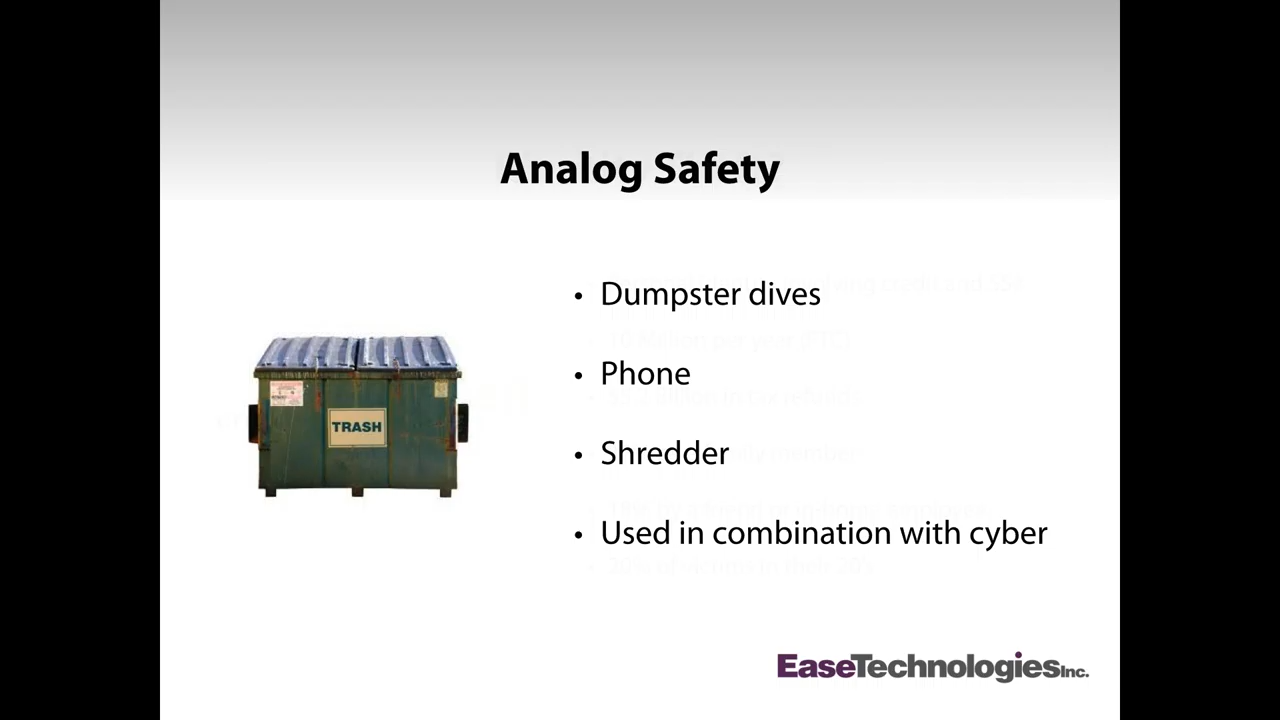 Analog Safety
• Dumpster dives
• Phone
• Shredder
• Used in combination with cyber
TRASH
EaseTechnologiesInc.